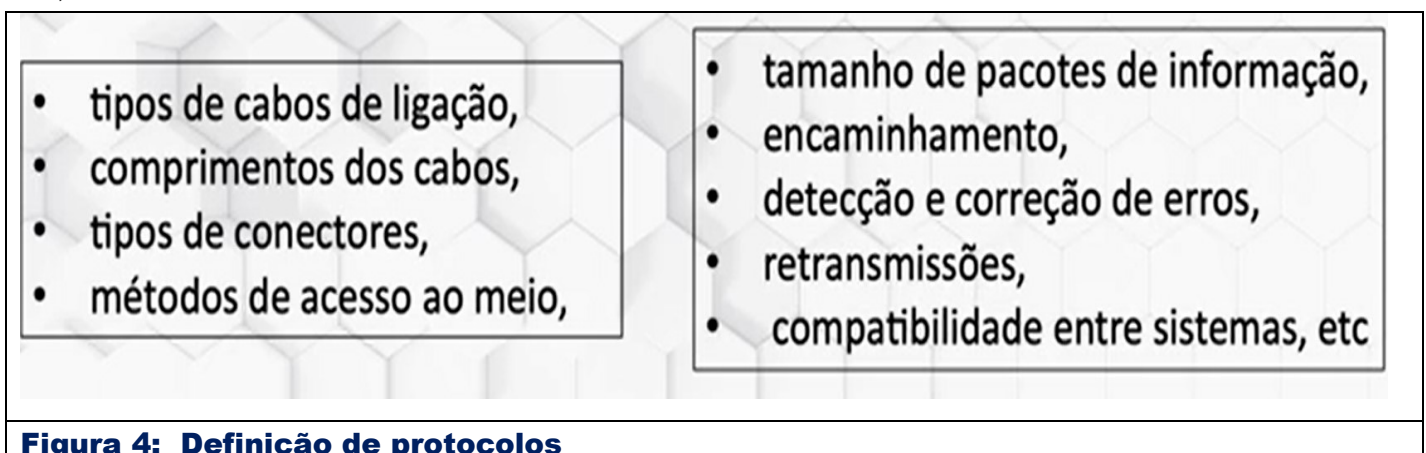 • tipos de cabos de ligação,
• comprimentos dos cabos,
• tipos de conectores,
• métodos de acesso ao meio,
• tamanho de pacotes de informação,
• encaminhamento,
• detecção e correção de erros,
• retransmissões,
• compatibilidade entre sistemas, etc
Figura 4: Definição de protocolos